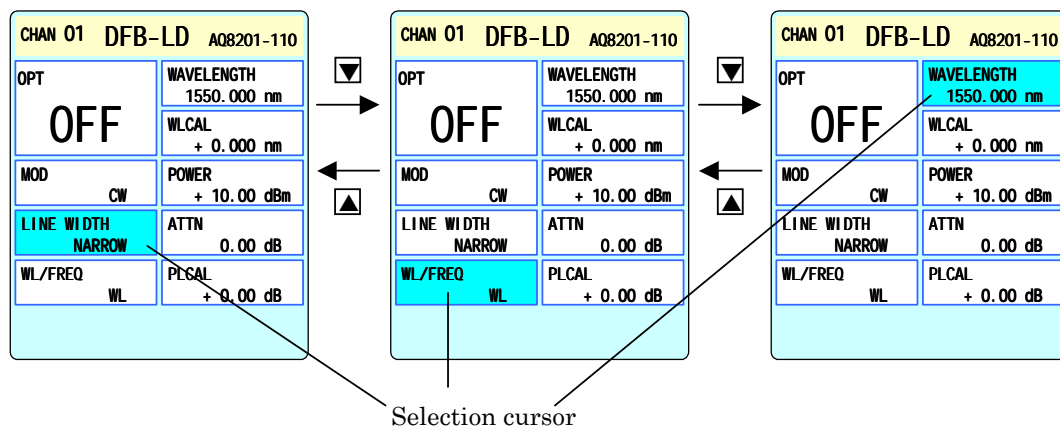 CHAN 01 DFB-LD AQ8201-110
OPT
OFF
WAVELENGTH
1550.000 nm
WLCAL
+ 0.000 nm
MOD
CW
POWER
+ 10.00 dBm
LINE WIDTH
NARROW
ATTN
0.00 dB
WL/FREQ
WL
PLCAL
+ 0.00 dB
CHAN 01 DFB-LD AQ8201-110
OPT
OFF
WAVELENGTH
1550.000 nm
WLCAL
+ 0.000 nm
MOD
CW
POWER
+ 10.00 dBm
LINE WIDTH
NARROW
ATTN
0.00 dB
WL/FREQ
WL
PLCAL
+ 0.00 dB
CHAN 01 DFB-LD AQ8201-110
OPT
OFF
WAVELENGTH
1550.000 nm
WLCAL
+ 0.000 nm
MOD
CW
POWER
+ 10.00 dBm
LINE WIDTH
NARROW
ATTN
0.00 dB
WL/FREQ
WL
PLCAL
+ 0.00 dB
Selection cursor